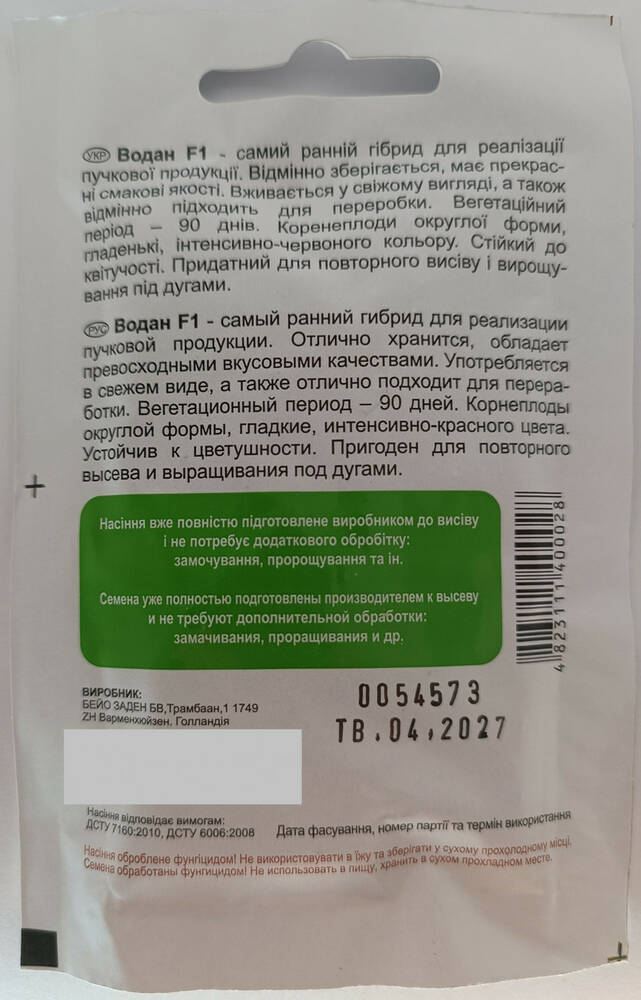 УКР Водан F1 - самий ранній гібрид для реалізації
пучкової продукції. Відмінно зберігається, має прекрас-
ні смакові якості. Вживається у свіжому вигляді, а також
відмінно підходить для переробки. Вегетаційний
період – 90 днів. Коренеплоди округлої форми,
гладенькі, інтенсивно-червоного кольору. Стійкий до
квітучості. Придатний для повторного висіву і вирощу-
вання під дугами.
РУС Водан F1 - самый ранний гибрид для реализации
пучковой продукции. Отлично хранится, обладает
превосходными вкусовыми качествами. Употребляется
в свежем виде, а также отлично подходит для перера-
ботки. Вегетационный период – 90 дней. Корнеплоды
округлой формы, гладкие, интенсивно-красного цвета.
Устойчив к цветушности. Пригоден для повторного
высева и выращивания под дугами.
Насіння вже повністю підготовлене виробником до висіву
і не потребує додаткового обробітку:
замочування, пророщування та ін.
Семена уже полностью подготовлены производителем к высеву
и не требуют дополнительной обработки:
замачивания, проращивания и др.
4 823111 400028
ВИРОБНИК:
БЕЙО ЗАДЕН БВ,Трамбаан,1 1749
ZH Варменхюйзен. Голландія
0054573
ТВ.04.2027
Насіння відповідає вимогам:
ДСТУ 7160:2010, ДСТУ 6006:2008
Дата фасування, номер партії та термін використання
Насіння оброблене фунгіцидом! Не використовувати в їжу та зберігати у сухому прохолодному місці.
Семена обработаны фунгицидом! Не использовать в пищу, хранить в сухом прохладном месте.